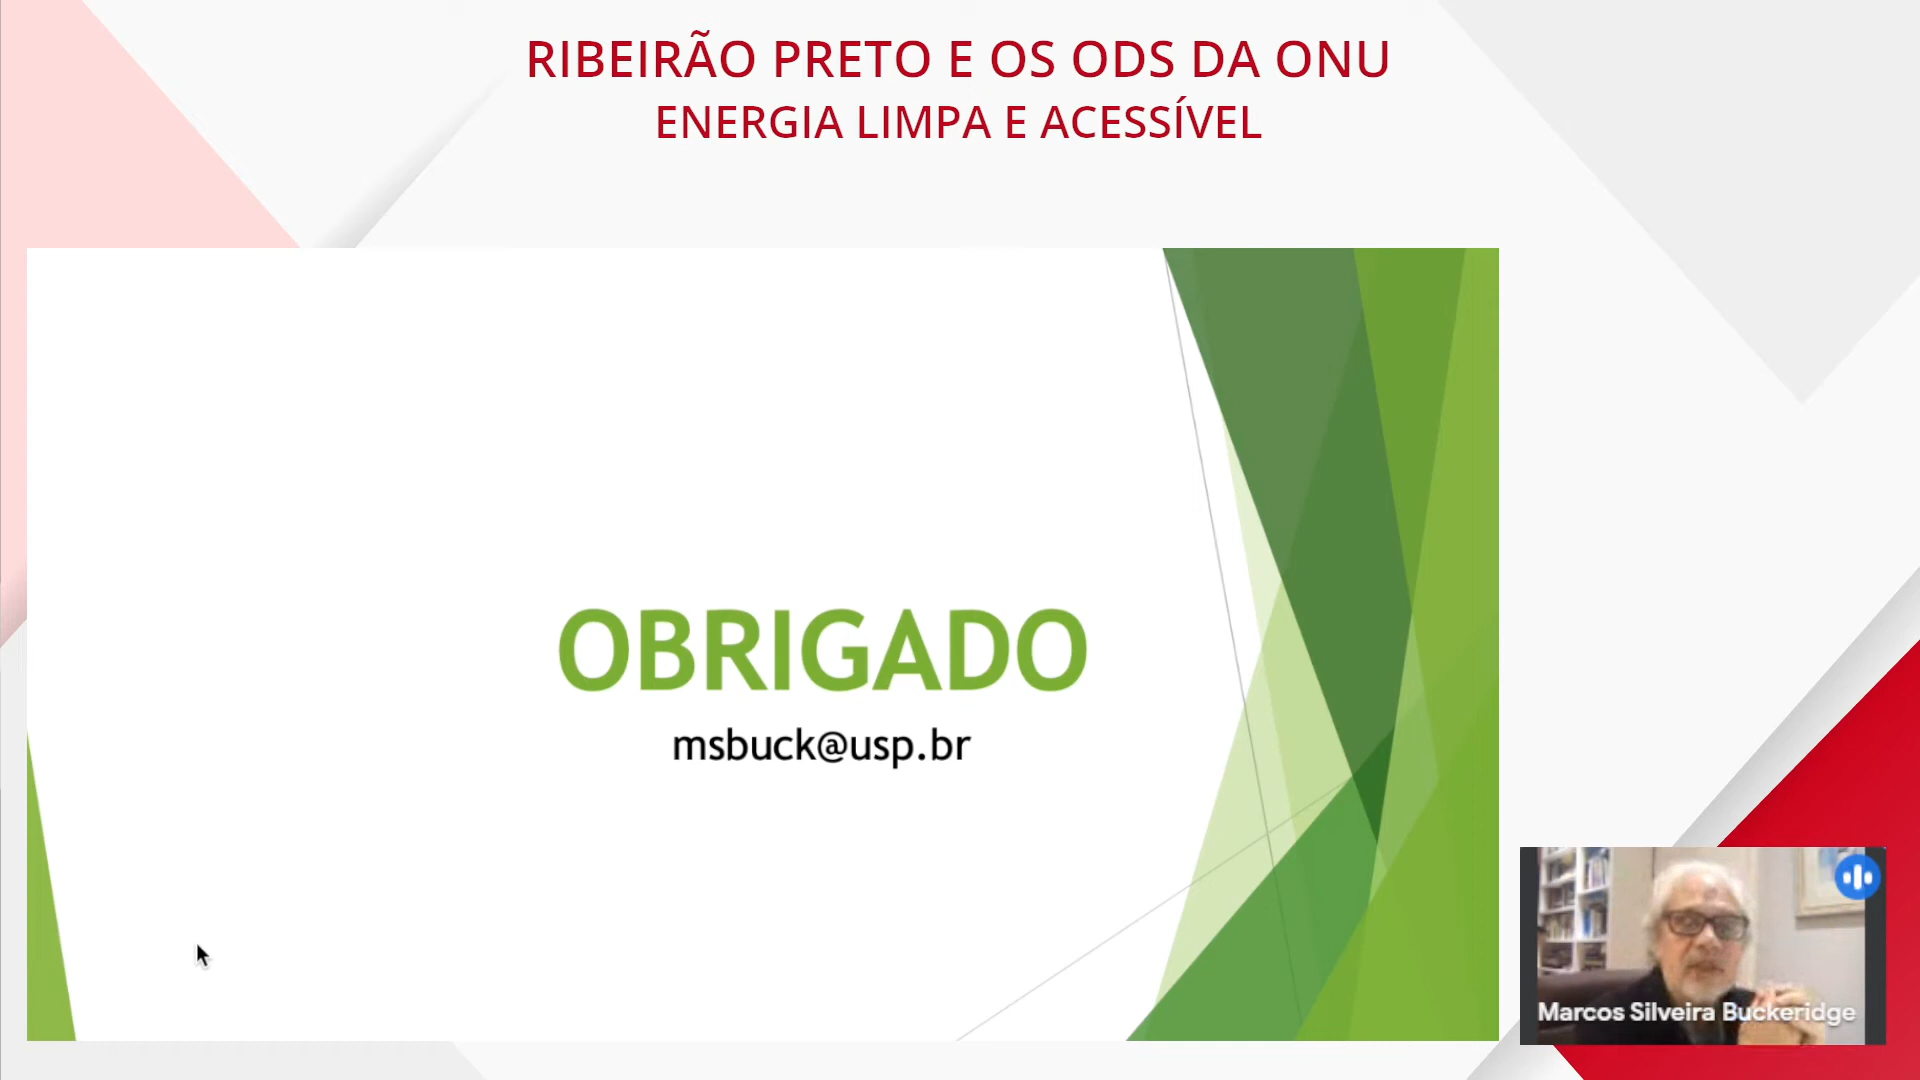 RIBEIRÃO PRETO E OS ODS DA ONU
ENERGIA LIMPA E ACESSÍVEL
OBRIGADO
msbuck@usp.br
Marcos Silveira Buckeridge